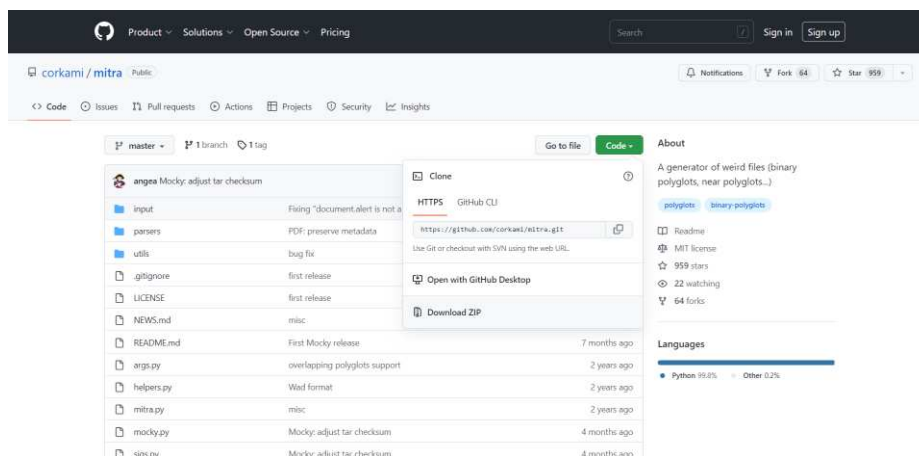 Product Solutions Open Source Pricing Search / Sign in Sign up
corkami / mitra Public Notifications Fork 64 Star 959
Code Issues Pull requests Actions Projects Security Insights
master 1 branch 1 tag Go to file Code
About
A generator of weird files (binary
polyglots, near polyglots...)
polyglots binary-polyglots
Readme
MIT license
959 stars
22 watching
64 forks
Languages
Python 99.8% Other 0.2%
angea Mocky: adjust tar checksum
input Fixing "document.alert is not a
parsers PDF: preserve metadata
utils bug fix
.gitignore first release
LICENSE first release
NEWS.md misc
README.md First Mocky release 7 months ago
args.py overlapping polyglots support 2 years ago
helpers.py Wad format 2 years ago
mitra.py misc 2 years ago
mocky.py Mocky: adjust tar checksum 4 months ago
sigs.py Mocky: adjust tar checksum 4 months ago
Clone
HTTPS GitHub CLI
https://github.com/corkami/mitra.git
Use Git or checkout with SVN using the web URL.
Open with GitHub Desktop
Download ZIP